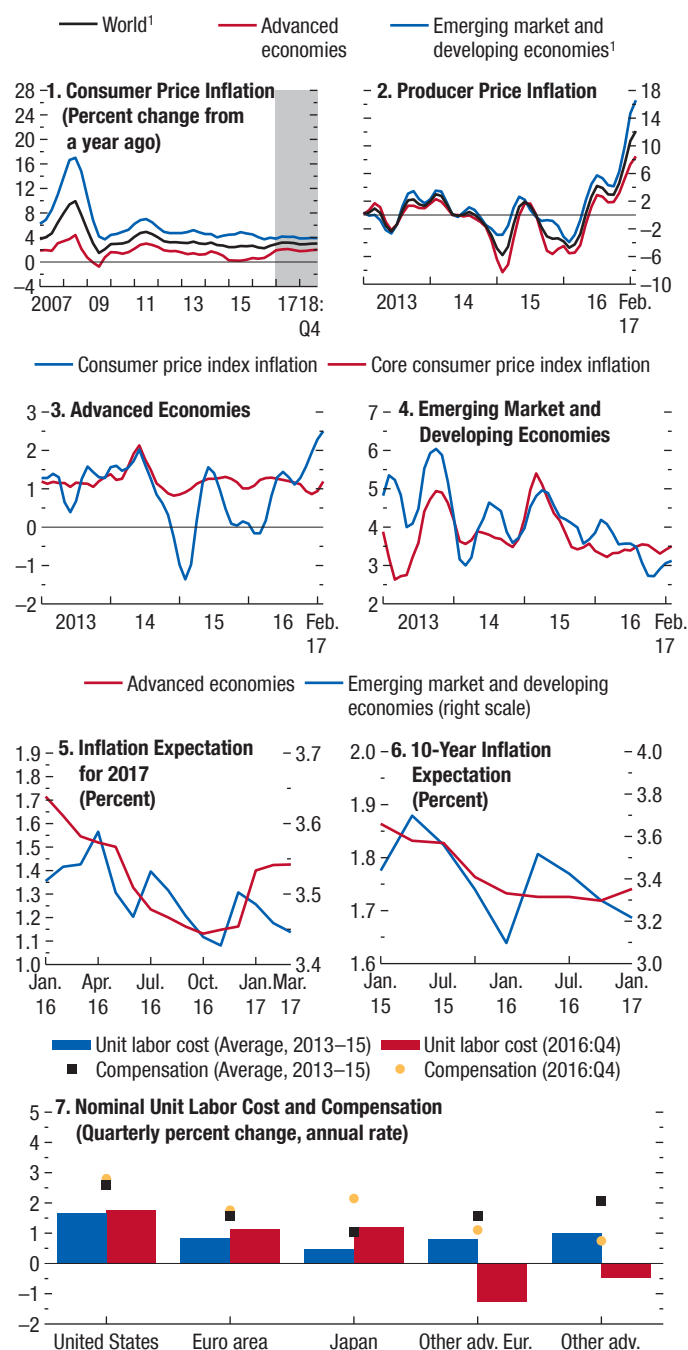 World¹
Advanced
economies
Emerging market and
developing economies¹
1. Consumer Price Inflation
(Percent change from
a year ago)
28
24
20
16
12
8
4
0
–4
2007 09 11 13 15 17 18:
Q4
2. Producer Price Inflation
18
14
10
6
2
–2
–6
–10
2013 14 15 16 Feb.
17
Consumer price index inflation
Core consumer price index inflation
3. Advanced Economies
3
2
1
0
–1
–2
2013 14 15 16 Feb.
17
4. Emerging Market and
Developing Economies
7
6
5
4
3
2
2013 14 15 16 Feb.
17
Advanced economies
Emerging market and developing
economies (right scale)
5. Inflation Expectation
for 2017
(Percent)
1.9
1.8
1.7
1.6
1.5
1.4
1.3
1.2
1.1
1.0
3.7
3.6
3.5
3.4
Jan. Apr. Jul. Oct. Jan. Mar.
16 16 16 16 17 17
6. 10-Year Inflation
Expectation
(Percent)
2.0
1.9
1.8
1.7
1.6
4.0
3.8
3.6
3.4
3.2
3.0
Jan. Jul. Jan. Jul. Jan.
15 15 16 16 17
Unit labor cost (Average, 2013–15)
Unit labor cost (2016:Q4)
Compensation (Average, 2013–15)
Compensation (2016:Q4)
7. Nominal Unit Labor Cost and Compensation
(Quarterly percent change, annual rate)
5
4
3
2
1
0
–1
–2
United States Euro area Japan Other adv. Eur. Other adv.